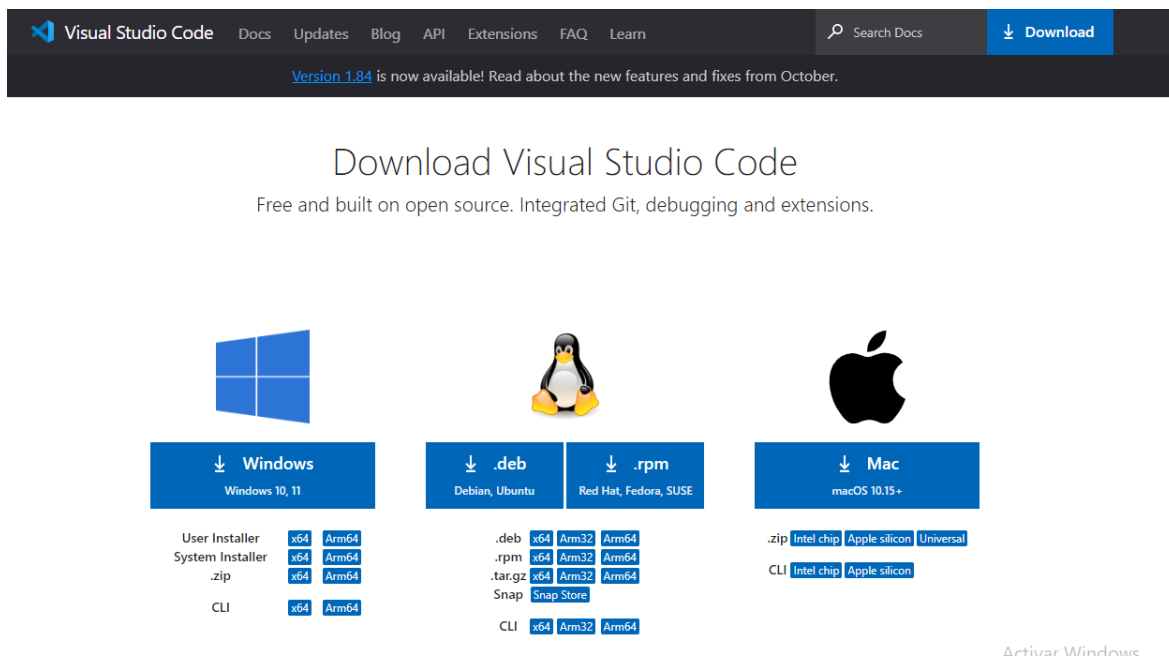 Visual Studio Code Docs Updates Blog API Extensions FAQ Learn Search Docs Download
Version 1.84 is now available! Read about the new features and fixes from October.
Download Visual Studio Code
Free and built on open source. Integrated Git, debugging and extensions.
Windows
Windows 10, 11
User Installer x64 Arm64
System Installer x64 Arm64
.zip x64 Arm64
CLI x64 Arm64
.deb
Debian, Ubuntu
.rpm
Red Hat, Fedora, SUSE
.deb x64 Arm32 Arm64
.rpm x64 Arm32 Arm64
.tar.gz x64 Arm32 Arm64
Snap Snap Store
CLI x64 Arm32 Arm64
Mac
macOS 10.15+
.zip Intel chip Apple silicon Universal
CLI Intel chip Apple silicon
Activar Windows